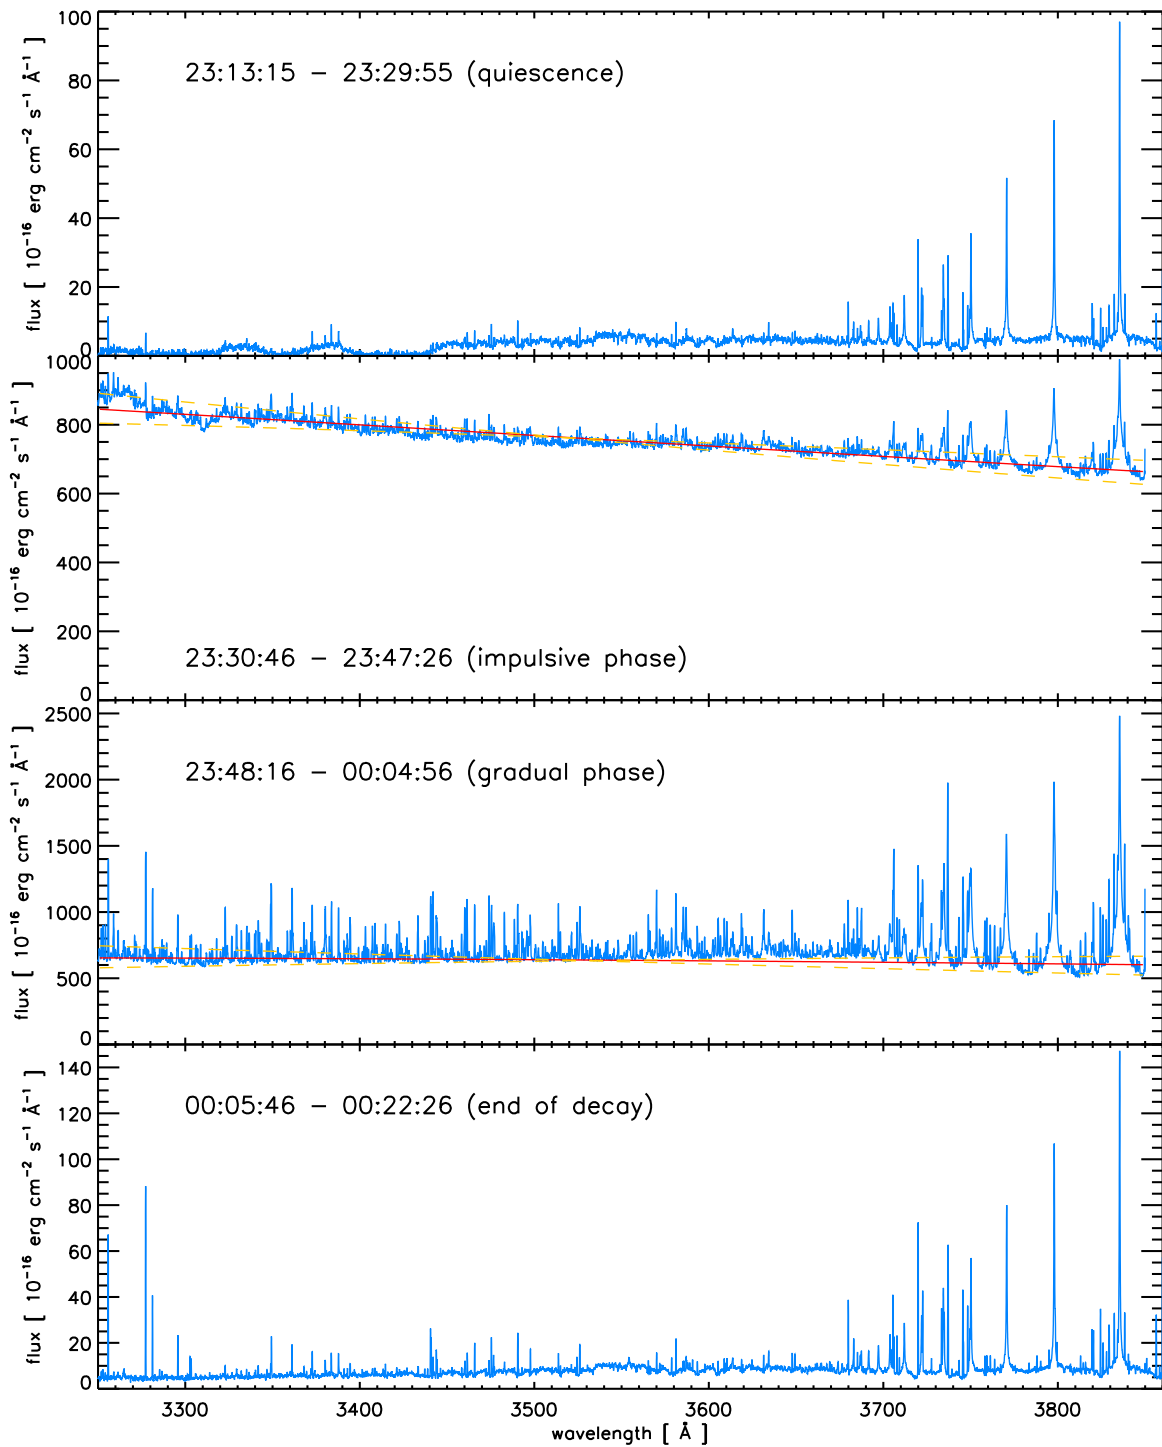 100
80
60
40
20
0
flux [ 10⁻¹⁶ erg cm⁻² s⁻¹ Å⁻¹ ]
23:13:15 – 23:29:55 (quiescence)
1000
800
600
400
200
0
flux [ 10⁻¹⁶ erg cm⁻² s⁻¹ Å⁻¹ ]
23:30:46 – 23:47:26 (impulsive phase)
2500
2000
1500
1000
500
0
flux [ 10⁻¹⁶ erg cm⁻² s⁻¹ Å⁻¹ ]
23:48:16 – 00:04:56 (gradual phase)
140
120
100
80
60
40
20
0
flux [ 10⁻¹⁶ erg cm⁻² s⁻¹ Å⁻¹ ]
00:05:46 – 00:22:26 (end of decay)
3300 3400 3500 3600 3700 3800
wavelength [ Å ]